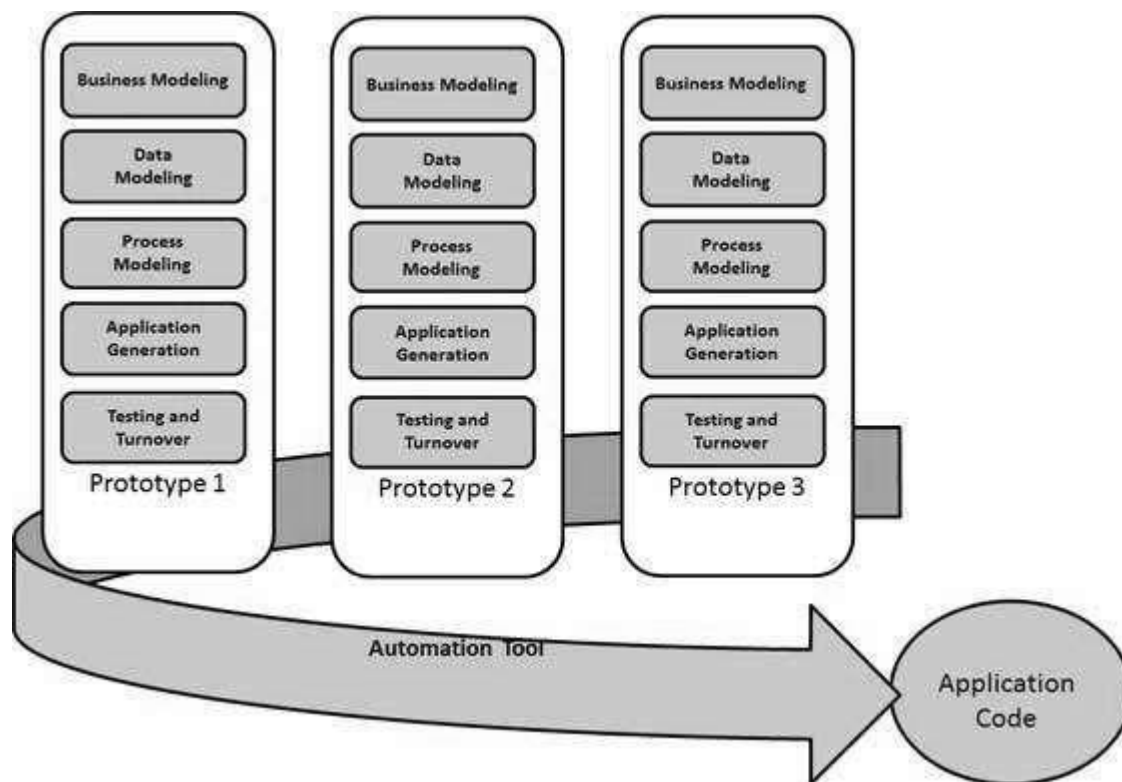 Business Modeling
Data
Modeling
Process
Modeling
Application
Generation
Testing and
Turnover
Prototype 1
Business Modeling
Data
Modeling
Process
Modeling
Application
Generation
Testing and
Turnover
Prototype 2
Business Modeling
Data
Modeling
Process
Modeling
Application
Generation
Testing and
Turnover
Prototype 3
Automation Tool
Application
Code